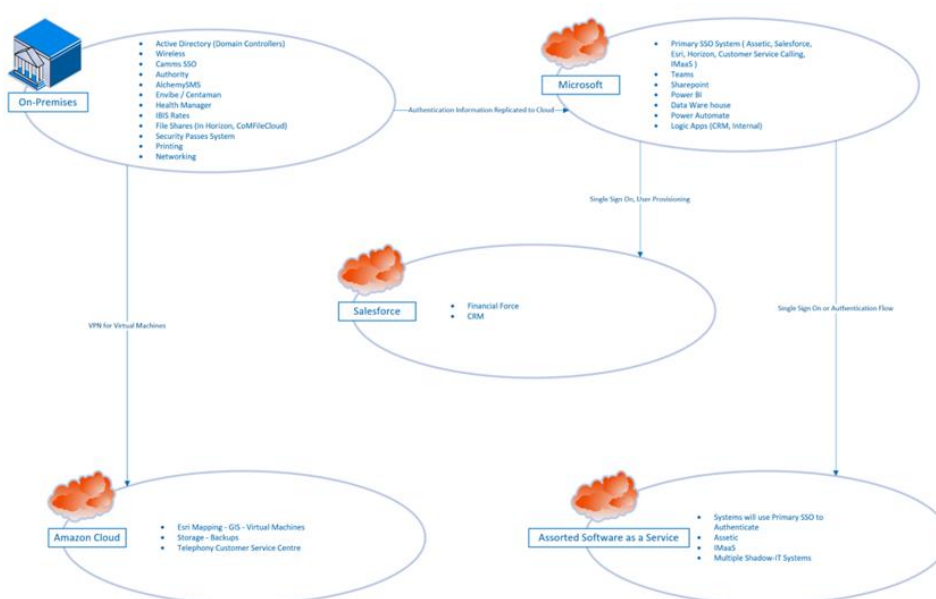 On-Premises
Active Directory (Domain Controllers)
Wireless
Camms SSO
Authority
AlchemySMS
Envibe / Centaman
Health Manager
IBIS Rates
File Shares (In Horizon, CoMFileCloud)
Security Passes System
Printing
Networking
Authentication Information Replicated to Cloud
Microsoft
Primary SSO System ( Assetic, Salesforce,
Esri, Horizon, Customer Service Calling,
IMaaS )
Teams
Sharepoint
Power BI
Data Ware house
Power Automate
Logic Apps (CRM, Internal)
Single Sign On, User Provisioning
Salesforce
Financial Force
CRM
VPN for Virtual Machines
Single Sign On or Authentication Flow
Amazon Cloud
Esri Mapping - GIS - Virtual Machines
Storage - Backups
Telephony Customer Service Centre
Assorted Software as a Service
Systems will use Primary SSO to
Authenticate
Assetic
IMaaS
Multiple Shadow-IT Systems